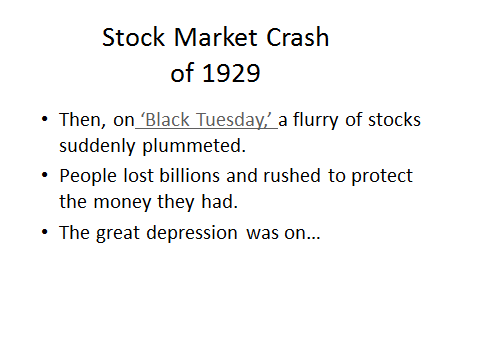 Stock Market Crash
of 1929
• Then, on ‘Black Tuesday,’ a flurry of stocks
suddenly plummeted.
• People lost billions and rushed to protect
the money they had.
• The great depression was on…